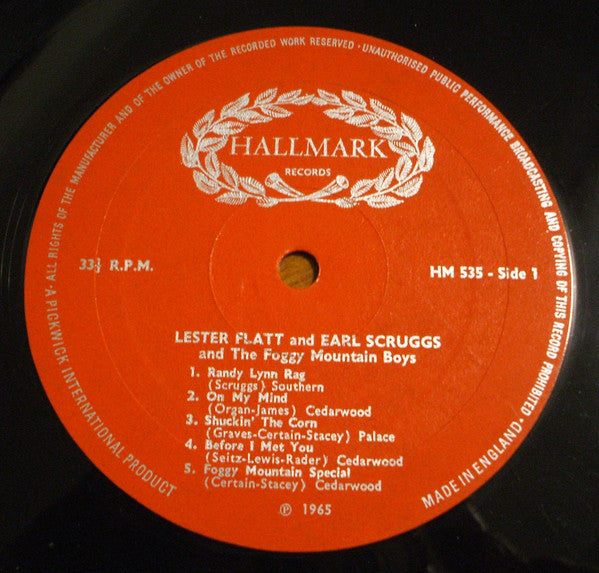 A PICKWICK INTERNATIONAL PRODUCT · ALL RIGHTS OF THE MANUFACTURER AND OF THE OWNER OF THE RECORDED WORK RESERVED · UNAUTHORISED PUBLIC PERFORMANCE BROADCASTING AND COPYING OF THIS RECORD PROHIBITED · MADE IN ENGLAND ·
HALLMARK
RECORDS
33⅓ R.P.M.
HM 535 - Side 1
LESTER FLATT and EARL SCRUGGS
and The Foggy Mountain Boys
1. Randy Lynn Rag
(Scruggs) Southern
2. On My Mind
(Organ-James) Cedarwood
3. Shuckin' The Corn
(Graves-Certain-Stacey) Palace
4. Before I Met You
(Seitz-Lewis-Rader) Cedarwood
5. Foggy Mountain Special
(Certain-Stacey) Cedarwood
℗ 1965